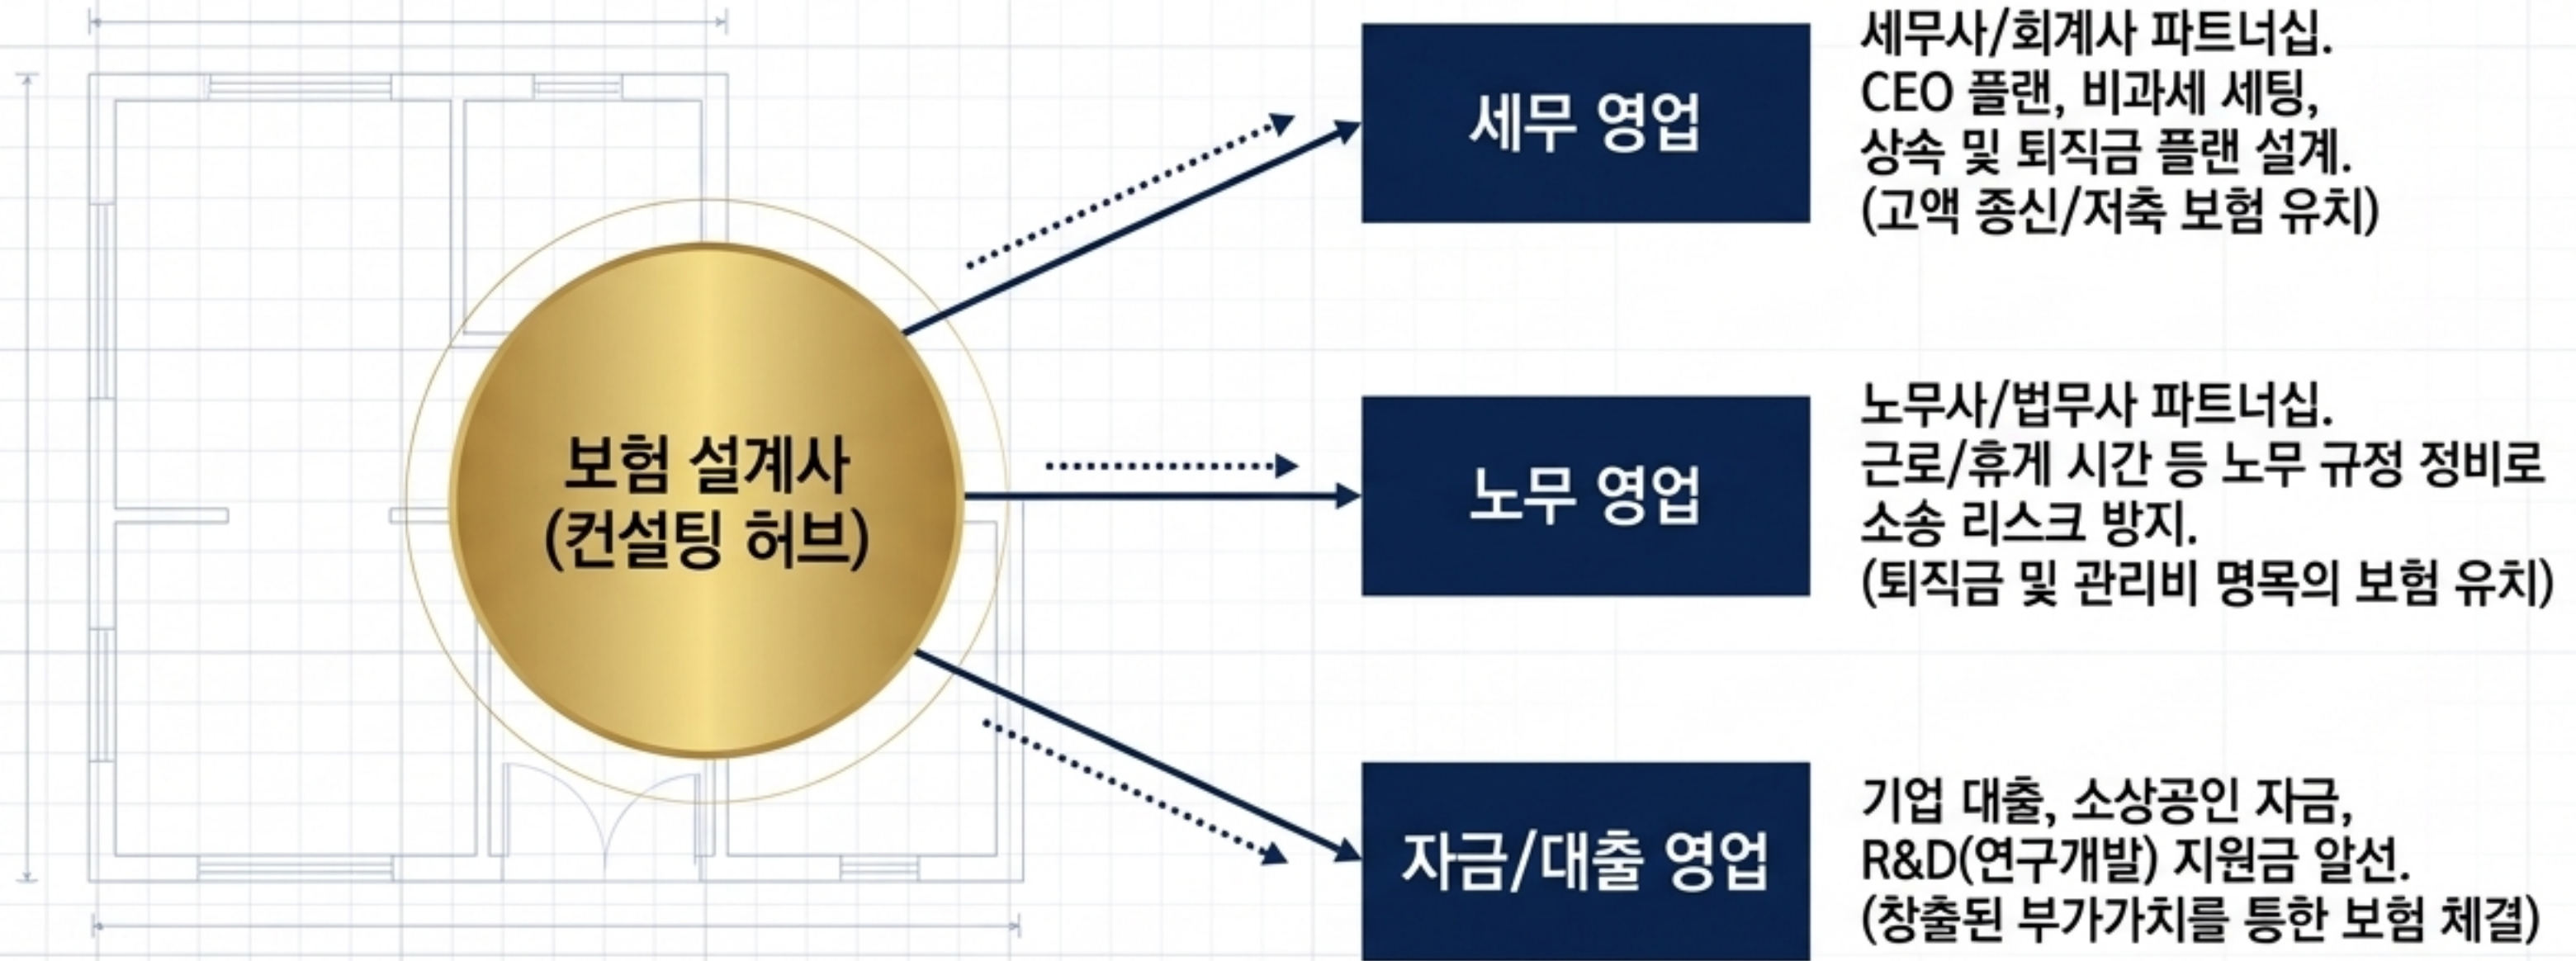 보험 설계사
(컨설팅 허브)
세무 영업
세무사/회계사 파트너십.
CEO 플랜, 비과세 세팅,
상속 및 퇴직금 플랜 설계.
(고액 종신/저축 보험 유치)
노무 영업
노무사/법무사 파트너십.
근로/휴게 시간 등 노무 규정 정비로
소송 리스크 방지.
(퇴직금 및 관리비 명목의 보험 유치)
자금/대출 영업
기업 대출, 소상공인 자금,
R&D(연구개발) 지원금 알선.
(창출된 부가가치를 통한 보험 체결)